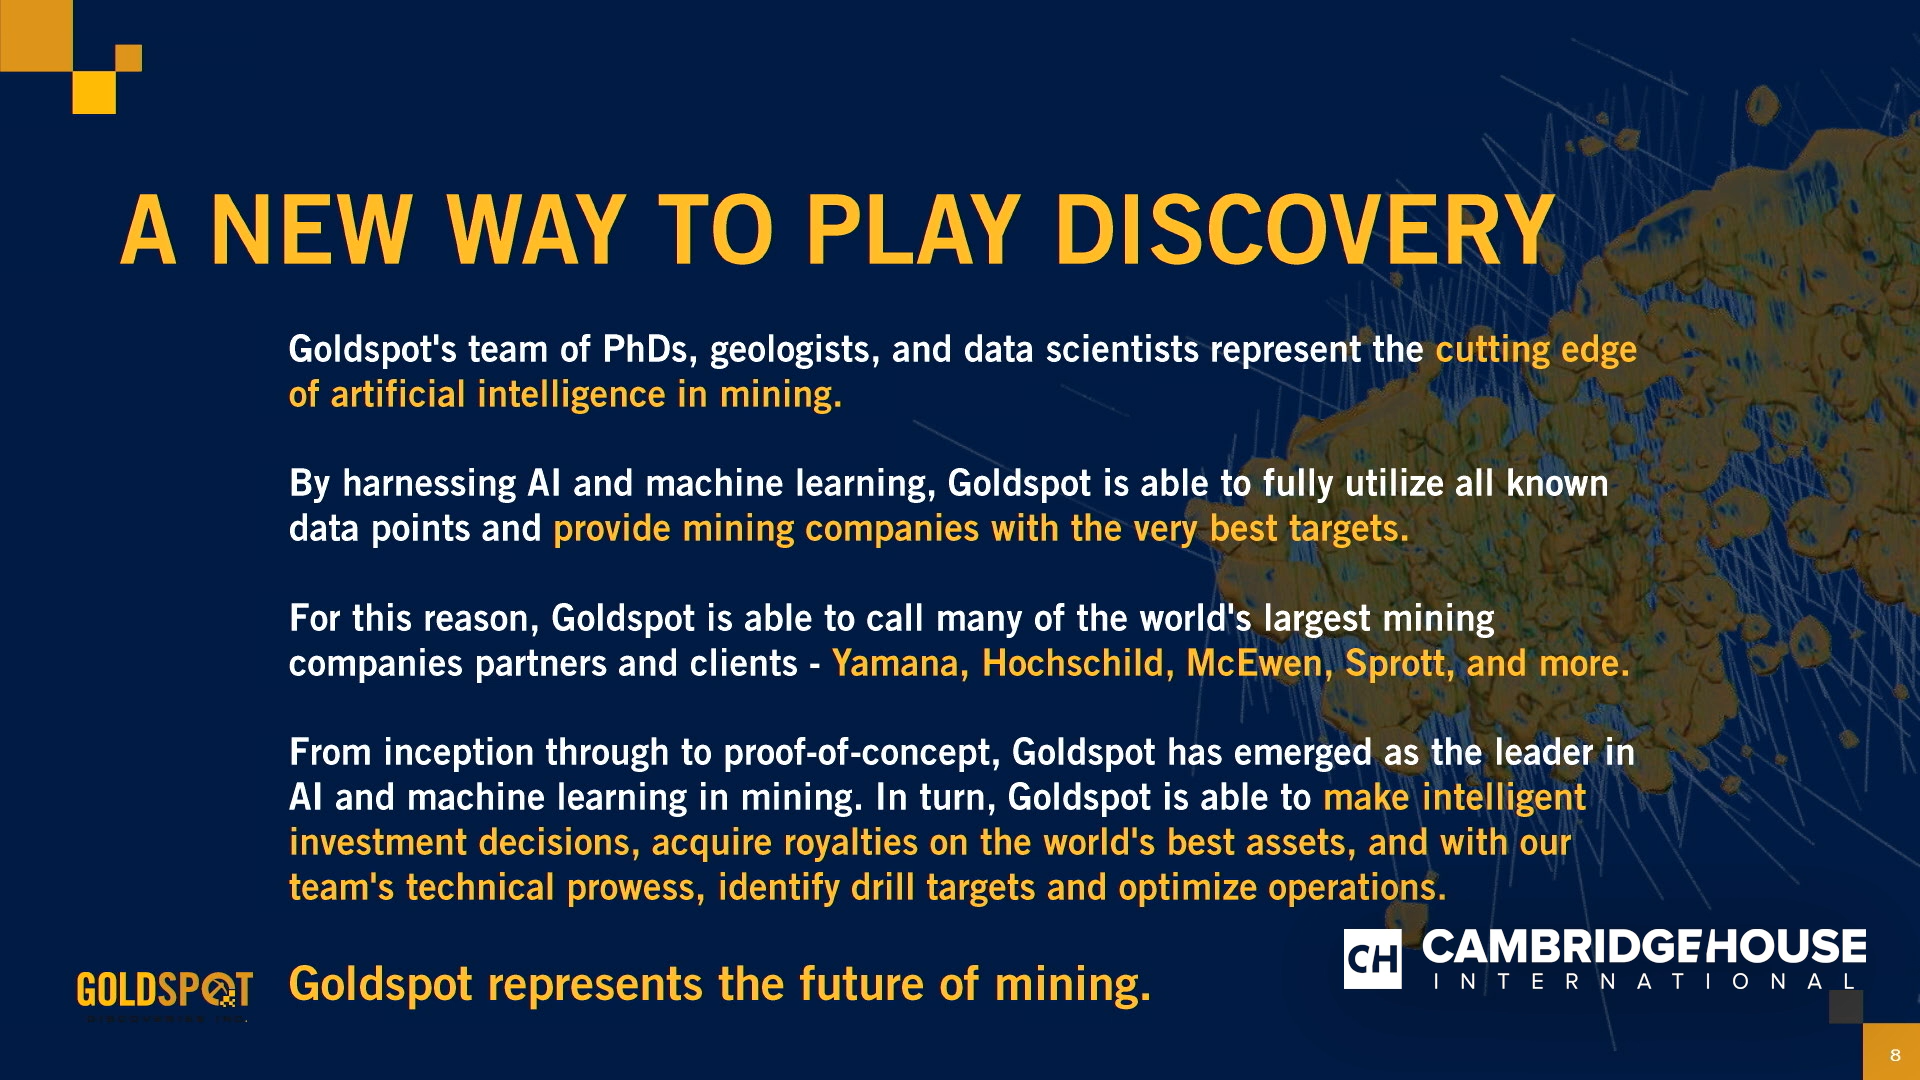 A NEW WAY TO PLAY DISCOVERY
Goldspot's team of PhDs, geologists, and data scientists represent the cutting edge
of artificial intelligence in mining.
By harnessing AI and machine learning, Goldspot is able to fully utilize all known
data points and provide mining companies with the very best targets.
For this reason, Goldspot is able to call many of the world's largest mining
companies partners and clients - Yamana, Hochschild, McEwen, Sprott, and more.
From inception through to proof-of-concept, Goldspot has emerged as the leader in
AI and machine learning in mining. In turn, Goldspot is able to make intelligent
investment decisions, acquire royalties on the world's best assets, and with our
team's technical prowess, identify drill targets and optimize operations.
Goldspot represents the future of mining.
GOLDSPOT
DISCOVERIES INC.
CH CAMBRIDGEHOUSE
INTERNATIONAL
8